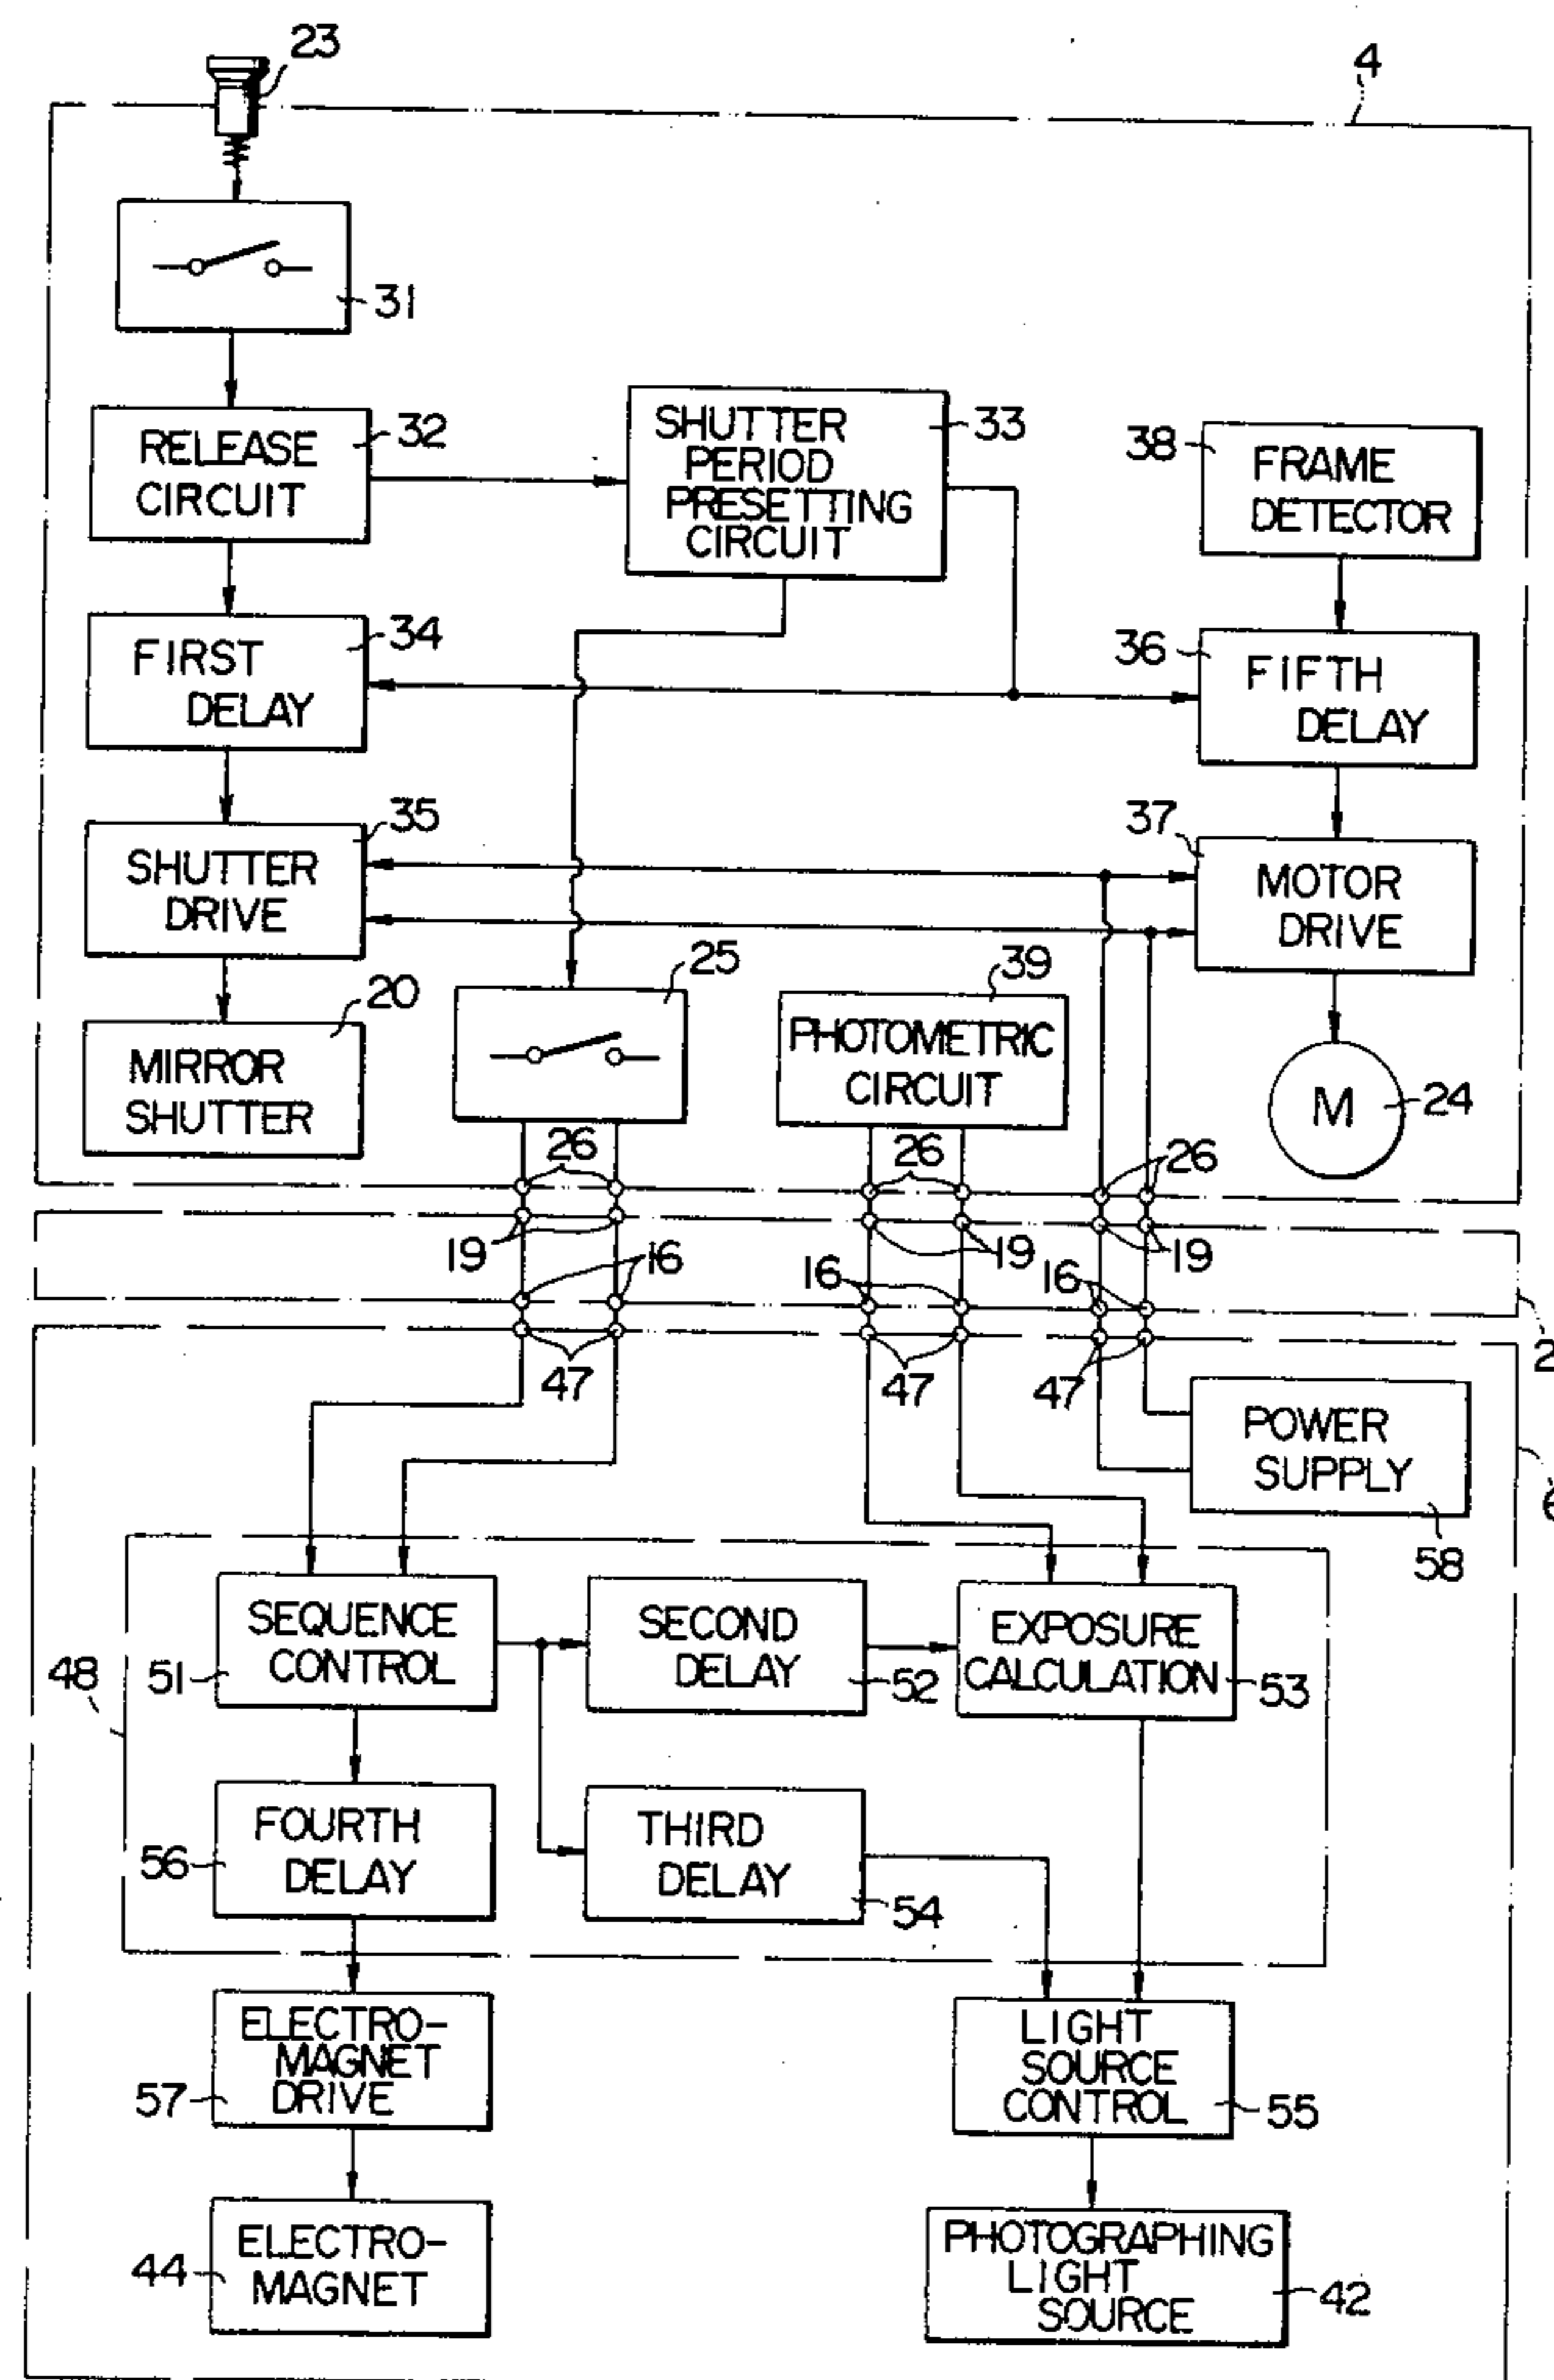 23
4
31
RELEASE
CIRCUIT
32
SHUTTER
PERIOD
PRESETTING
CIRCUIT
33
38
FRAME
DETECTOR
FIRST
DELAY
34
36
FIFTH
DELAY
SHUTTER
DRIVE
35
37
MOTOR
DRIVE
MIRROR
SHUTTER
20
25
PHOTOMETRIC
CIRCUIT
39
M
24
26
26
26
19
16
16
19
16
19
2
47
47
47
POWER
SUPPLY
58
48
SEQUENCE
CONTROL
51
SECOND
DELAY
52
EXPOSURE
CALCULATION
53
FOURTH
DELAY
56
THIRD
DELAY
54
ELECTRO-
MAGNET
DRIVE
57
LIGHT
SOURCE
CONTROL
55
ELECTRO-
MAGNET
44
PHOTOGRAPHING
LIGHT
SOURCE
42